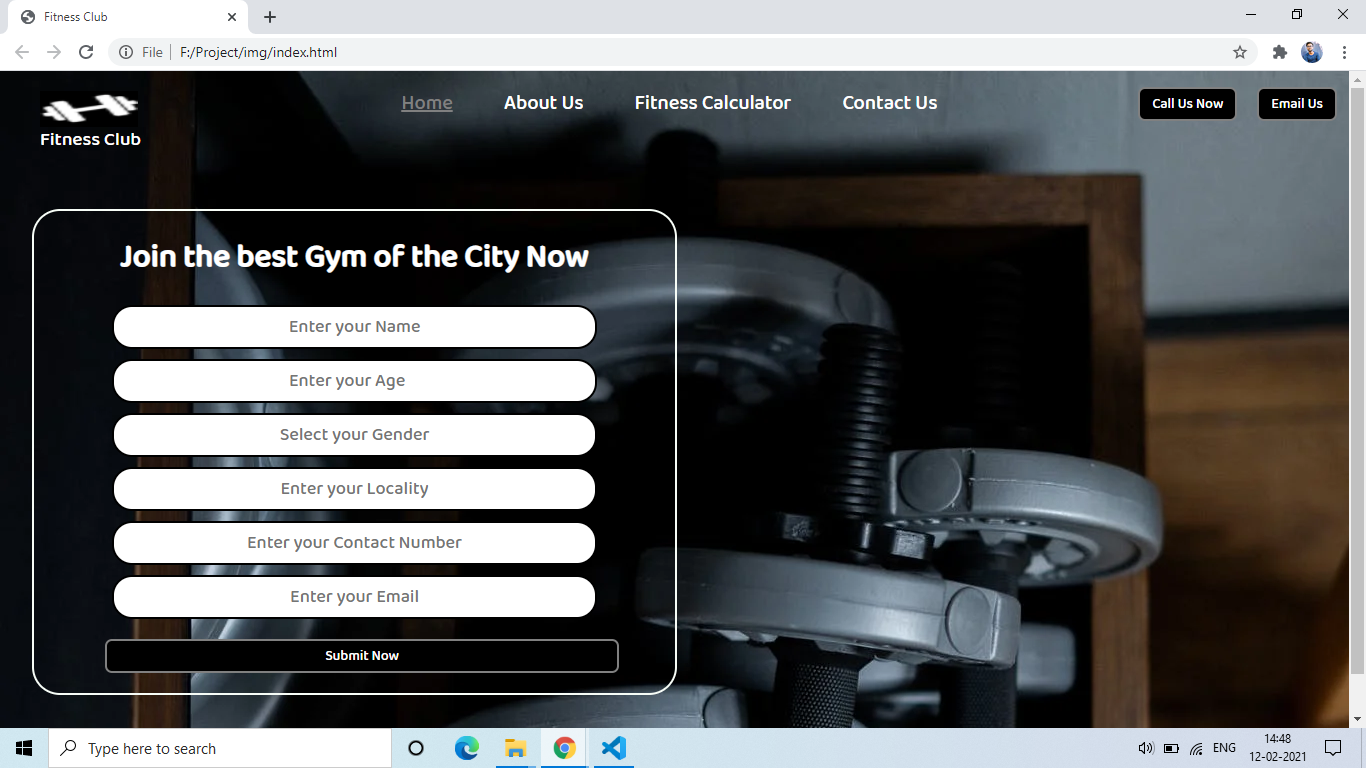 Fitness Club
File F:/Project/img/index.html
Home About Us Fitness Calculator Contact Us Call Us Now Email Us
Fitness Club
Join the best Gym of the City Now
Enter your Name
Enter your Age
Select your Gender
Enter your Locality
Enter your Contact Number
Enter your Email
Submit Now
Type here to search
ENG
14:48
12-02-2021